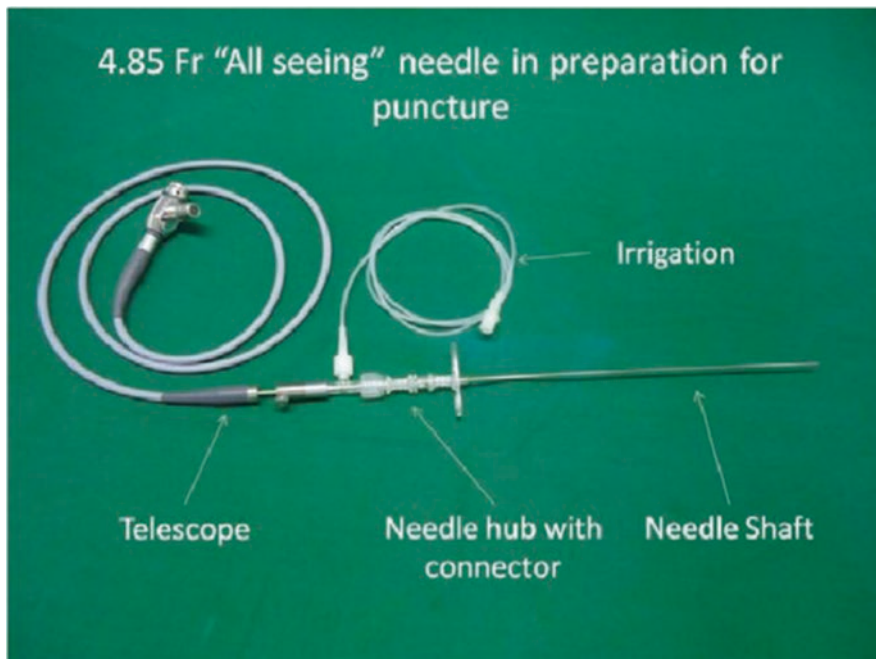 4.85 Fr “All seeing” needle in preparation for
puncture
Irrigation
Telescope
Needle hub with
connector
Needle Shaft